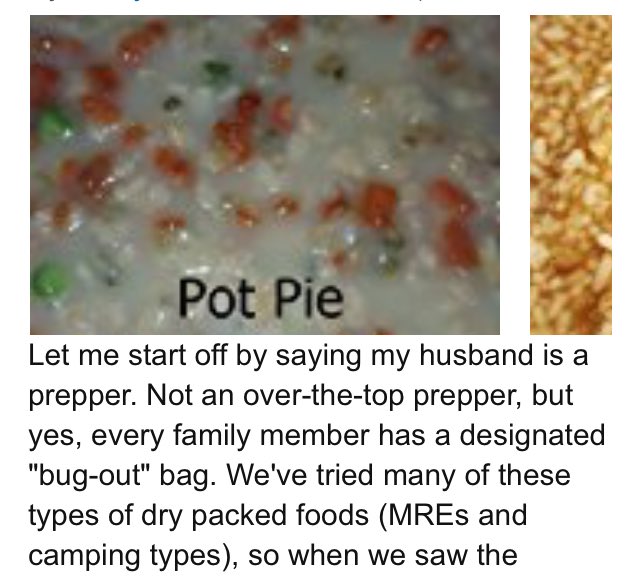 Pot Pie
Let me start off by saying my husband is a
prepper. Not an over-the-top prepper, but
yes, every family member has a designated
"bug-out" bag. We've tried many of these
types of dry packed foods (MREs and
camping types), so when we saw the